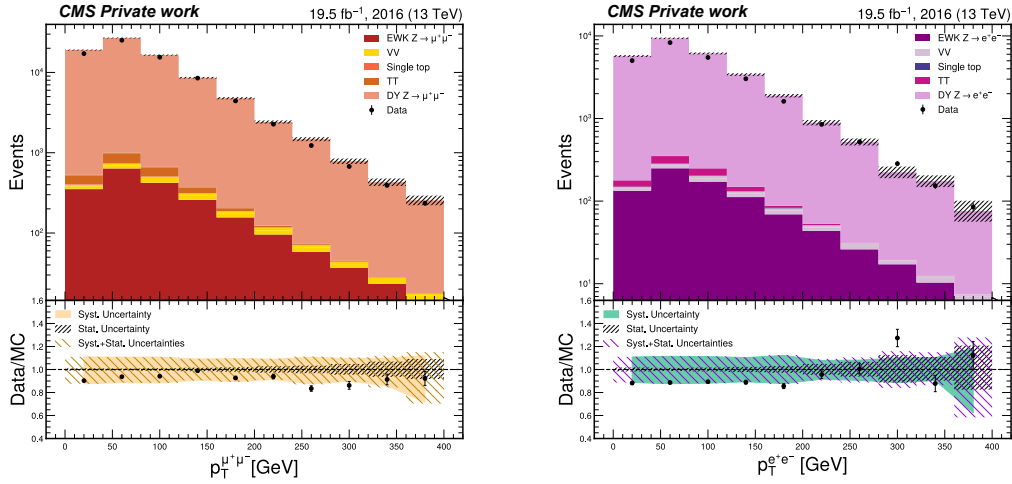 CMS Private work
19.5 fb⁻¹, 2016 (13 TeV)
EWK Z → μ⁺μ⁻
VV
Single top
TT
DY Z → μ⁺μ⁻
Data
Events
10⁴
10³
10²
Syst. Uncertainty
Stat. Uncertainty
Syst.+Stat. Uncertainties
Data/MC
1.6
1.4
1.2
1.0
0.8
0.6
0.4
0 50 100 150 200 250 300 350 400
p_T^{μ⁺μ⁻} [GeV]
CMS Private work
19.5 fb⁻¹, 2016 (13 TeV)
EWK Z → e⁺e⁻
VV
Single top
TT
DY Z → e⁺e⁻
Data
Events
10⁴
10³
10²
10¹
Syst. Uncertainty
Stat. Uncertainty
Syst.+Stat. Uncertainties
Data/MC
1.6
1.4
1.2
1.0
0.8
0.6
0.4
0 50 100 150 200 250 300 350 400
p_T^{e⁺e⁻} [GeV]